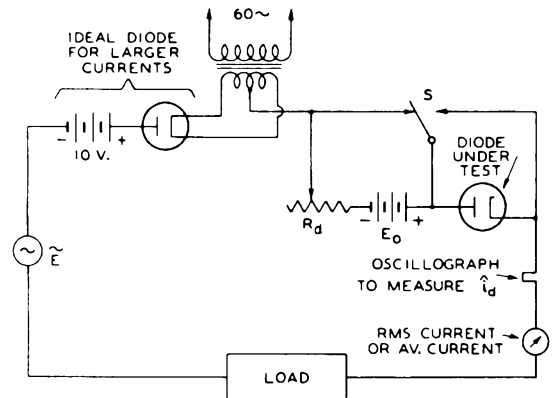 60~
IDEAL DIODE
FOR LARGER
CURRENTS
- +
10 V.
S
DIODE
UNDER
TEST
R_d
- +
E_o
Ẽ
~
OSCILLOGRAPH
TO MEASURE î_d
RMS CURRENT
OR AV. CURRENT
LOAD